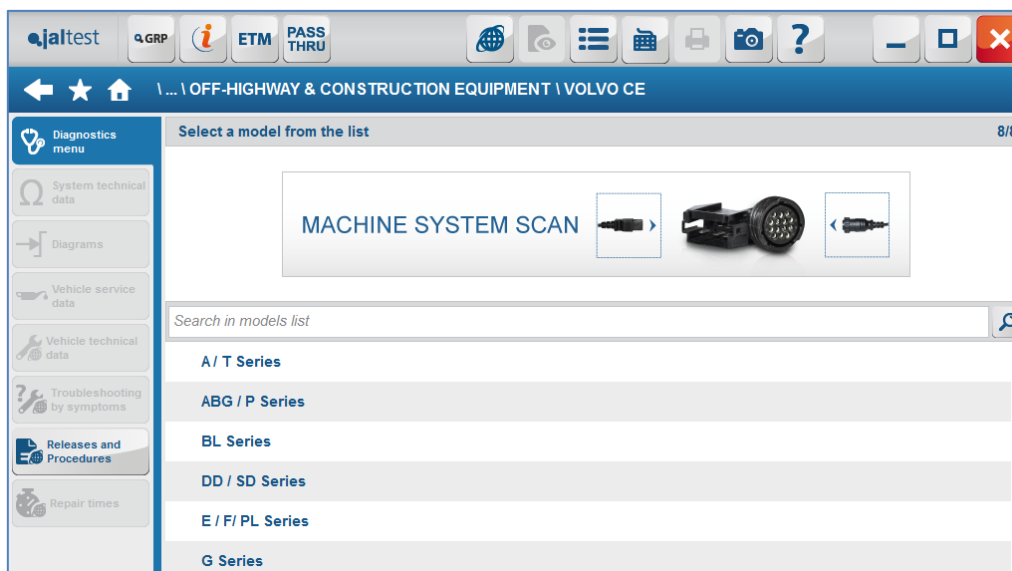 jaltest
GRP
i
ETM
PASS
THRU
?
\ ... \ OFF-HIGHWAY & CONSTRUCTION EQUIPMENT \ VOLVO CE
Diagnostics
menu
Select a model from the list
8/8
System technical
data
Diagrams
Vehicle service
data
Vehicle technical
data
Troubleshooting
by symptoms
Releases and
Procedures
Repair times
MACHINE SYSTEM SCAN
Search in models list
A / T Series
ABG / P Series
BL Series
DD / SD Series
E / F/ PL Series
G Series